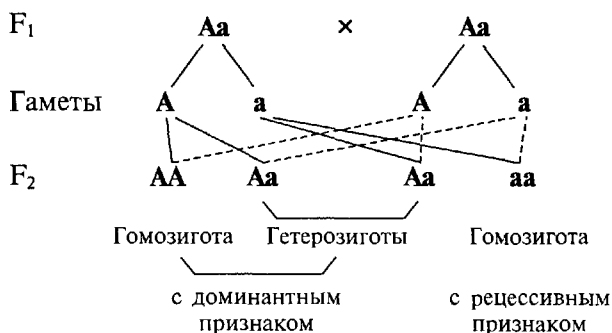 F₁ Aa × Aa
Гаметы A a A a
F₂ AA Aa Aa aa
Гомозигота Гетерозиготы Гомозигота
с доминантным с рецессивным
признаком признаком